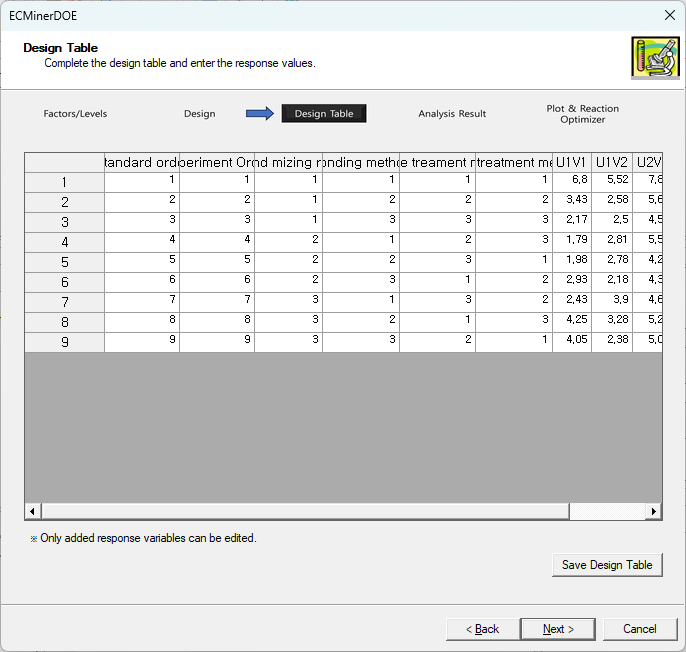 ECMinerDOE
Design Table
Complete the design table and enter the response values.
Factors/Levels Design Design Table Analysis Result Plot & Reaction Optimizer
tandard ord periment Or nd mizing r nding meth e treament treatment m U1V1 U1V2 U2V
1 1 1 1 1 1 1 6,8 5,52 7,8
2 2 2 1 2 2 2 3,43 2,58 5,6
3 3 3 1 3 3 3 2,17 2,5 4,5
4 4 4 2 1 2 3 1,79 2,81 5,5
5 5 5 2 2 3 1 1,98 2,78 4,2
6 6 6 2 3 1 2 2,93 2,18 4,3
7 7 7 3 1 3 2 2,43 3,9 4,6
8 8 8 3 2 1 3 4,25 3,28 5,2
9 9 9 3 3 2 1 4,05 2,38 5,0
※ Only added response variables can be edited.
Save Design Table
< Back Next > Cancel